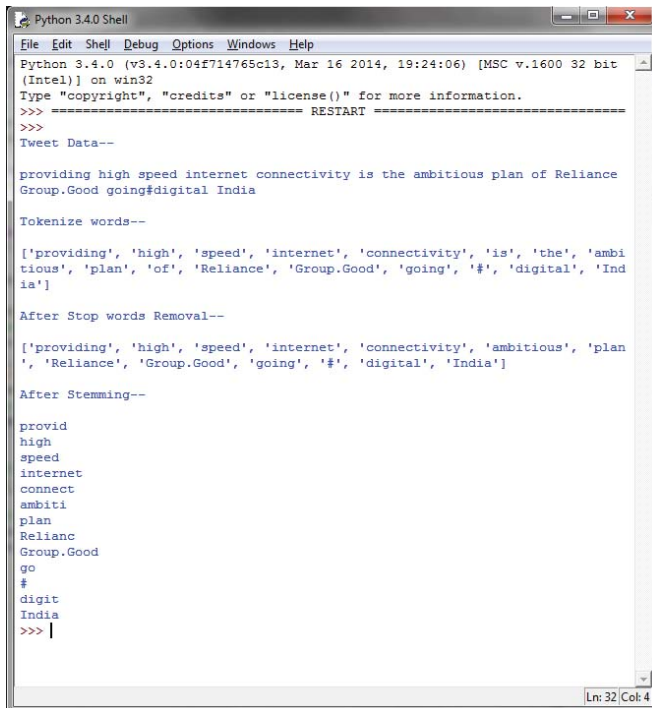 Python 3.4.0 Shell
File Edit Shell Debug Options Windows Help
Python 3.4.0 (v3.4.0:04f714765c13, Mar 16 2014, 19:24:06) [MSC v.1600 32 bit
(Intel)] on win32
Type "copyright", "credits" or "license()" for more information.
>>> ================================ RESTART ================================
>>>
Tweet Data--
providing high speed internet connectivity is the ambitious plan of Reliance
Group.Good going#digital India
Tokenize words--
['providing', 'high', 'speed', 'internet', 'connectivity', 'is', 'the', 'ambi
tious', 'plan', 'of', 'Reliance', 'Group.Good', 'going', '#', 'digital', 'Ind
ia']
After Stop words Removal--
['providing', 'high', 'speed', 'internet', 'connectivity', 'ambitious', 'plan
', 'Reliance', 'Group.Good', 'going', '#', 'digital', 'India']
After Stemming--
provid
high
speed
internet
connect
ambiti
plan
Relianc
Group.Good
go
#
digit
India
>>>
Ln: 32 Col: 4